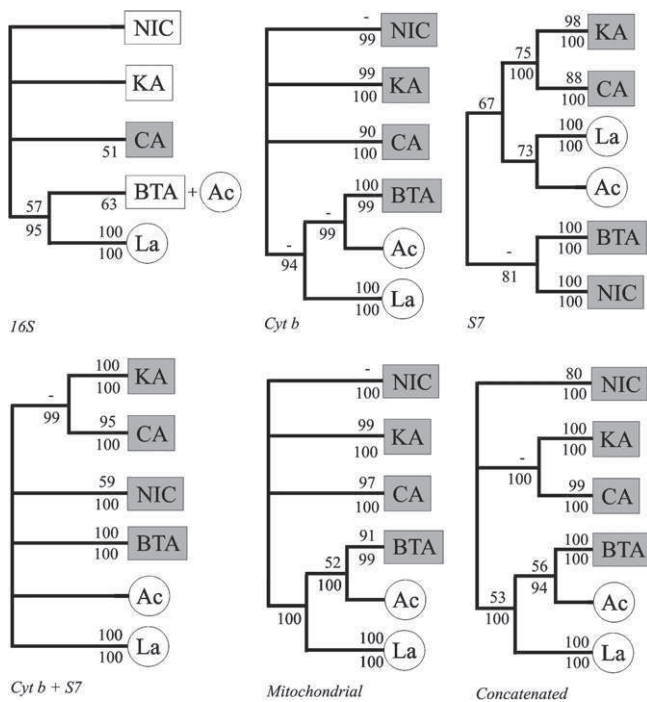 NIC
KA
CA
51
57
95
BTA + Ac
63
100
100
La
16S
-
99
NIC
99
100
KA
90
100
CA
100
99
BTA
-
99
Ac
-
94
100
100
La
Cyt b
98
100
KA
75
100
88
100
CA
67
100
100
La
73
Ac
100
100
BTA
-
81
100
100
NIC
S7
100
100
KA
-
99
95
100
CA
59
100
NIC
100
100
BTA
Ac
100
100
La
Cyt b + S7
-
100
NIC
99
100
KA
97
100
CA
91
99
BTA
52
100
Ac
100
100
100
La
Mitochondrial
80
100
NIC
100
100
KA
-
100
99
100
CA
100
100
BTA
56
94
Ac
53
100
100
100
La
Concatenated